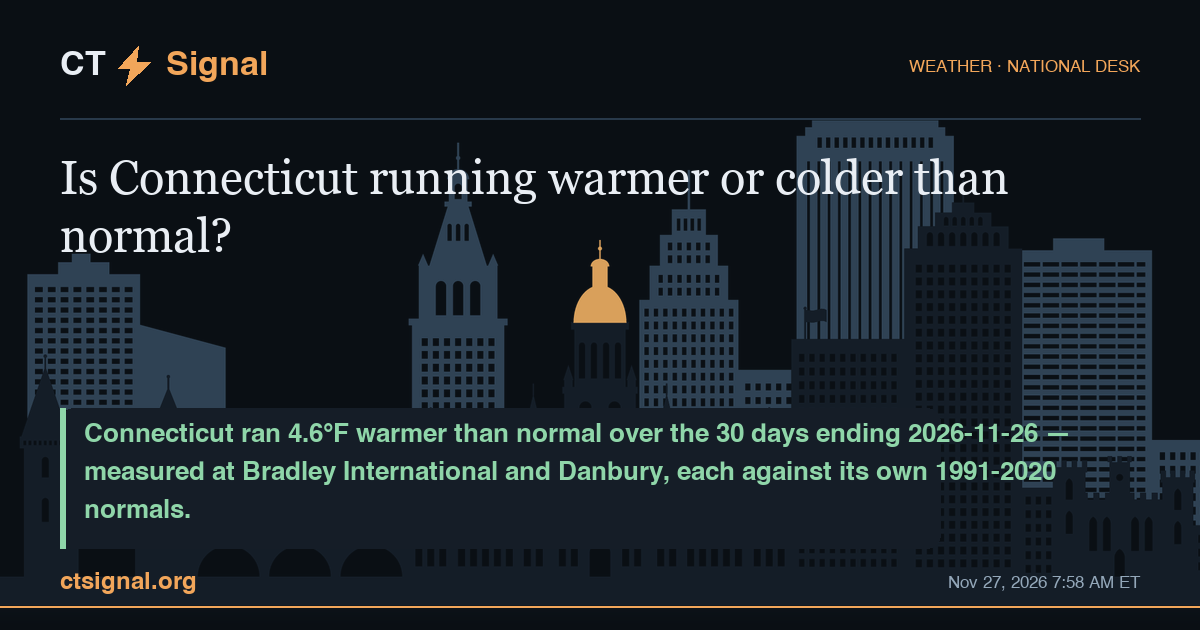 CT Signal
WEATHER · NATIONAL DESK
Is Connecticut running warmer or colder than
normal?
Connecticut ran 4.6°F warmer than normal over the 30 days ending 2026-11-26 —
measured at Bradley International and Danbury, each against its own 1991-2020
normals.
ctsignal.org
Nov 27, 2026 7:58 AM ET